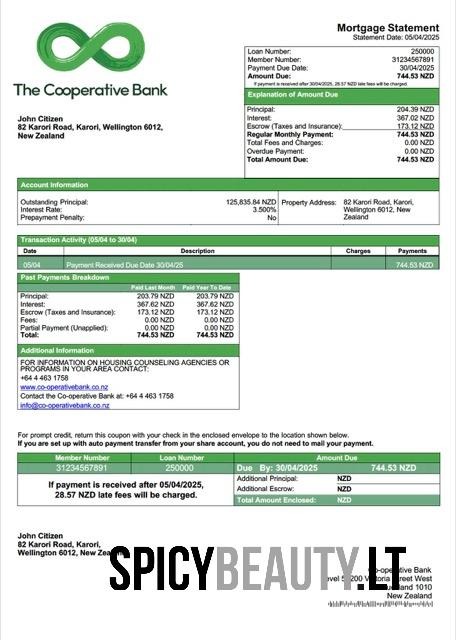 The Cooperative Bank
Mortgage Statement
Statement Date: 05/04/2025
Loan Number: 250000
Member Number: 31234567891
Payment Due Date: 30/04/2025
Amount Due: 744.53 NZD
If payment is received after 30/04/2025, 28.57 NZD late fees will be charged.
Explanation of Amount Due
Principal: 204.39 NZD
Interest: 367.02 NZD
Escrow (Taxes and Insurance): 173.12 NZD
Regular Monthly Payment: 744.53 NZD
Total Fees and Charges: 0.00 NZD
Overdue Payment: 0.00 NZD
Total Amount Due: 744.53 NZD
John Citizen
82 Karori Road, Karori, Wellington 6012,
New Zealand
Account Information
Outstanding Principal: 125,835.84 NZD
Interest Rate: 3.500%
Prepayment Penalty: No
Property Address: 82 Karori Road, Karori,
Wellington 6012, New
Zealand
Transaction Activity (05/04 to 30/04)
Date Description Charges Payments
05/04 Payment Received Due Date 30/04/25 744.53 NZD
Past Payments Breakdown
Paid Last Month Paid Year To Date
Principal: 203.79 NZD 203.79 NZD
Interest: 367.62 NZD 367.62 NZD
Escrow (Taxes and Insurance): 173.12 NZD 173.12 NZD
Fees: 0.00 NZD 0.00 NZD
Partial Payment (Unapplied): 0.00 NZD 0.00 NZD
Total: 744.53 NZD 744.53 NZD
Additional Information
FOR INFORMATION ON HOUSING COUNSELING AGENCIES OR
PROGRAMS IN YOUR AREA CONTACT:
+64 4 463 1758
www.co-operativebank.co.nz
Contact the Co-operative Bank at: +64 4 463 1758
info@co-operativebank.co.nz
For prompt credit, return this coupon with your check in the enclosed envelope to the location shown below.
If you are set up with auto payment transfer from your share account, you do not need to mail your payment.
Member Number Loan Number Amount Due
31234567891 250000 Due By: 30/04/2025 744.53 NZD
If payment is received after 05/04/2025,
28.57 NZD late fees will be charged.
Additional Principal: NZD
Additional Escrow: NZD
Total Amount Enclosed: NZD
John Citizen
82 Karori Road, Karori,
Wellington 6012, New
SPICYBEAUTY.LT
Bank
200 Street West
1010
New Zealand